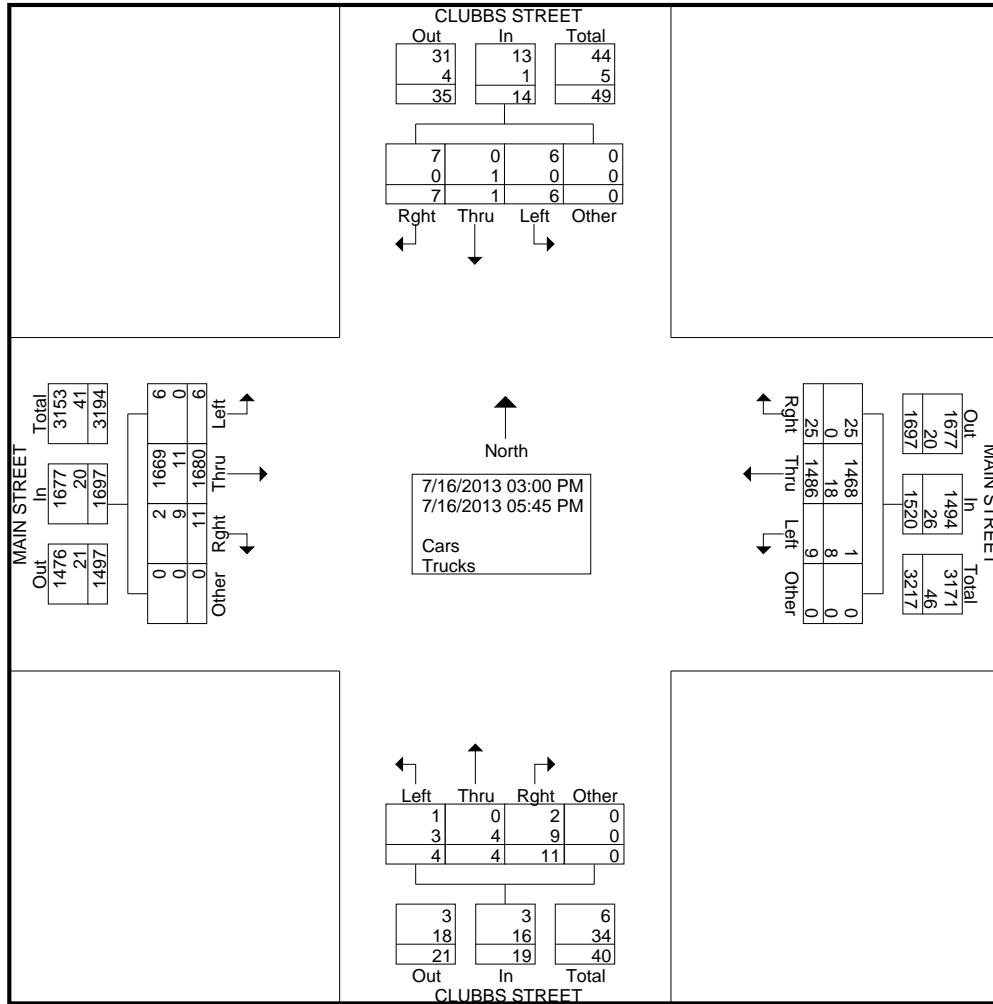 CLUBBS STREET
Out In Total
31 13 44
4 1 5
35 14 49
7 0 6 0
0 1 0 0
7 1 6 0
Rght Thru Left Other
MAIN STREET
Total In Out
3153 1677 1476
41 20 21
3194 1697 1497
6 1669 2 0
0 11 9 0
6 1680 11 0
Left Thru Rght Other
North
7/16/2013 03:00 PM
7/16/2013 05:45 PM
Cars
Trucks
MAIN STREET
Out In Total
1677 1494 3171
20 26 46
1697 1520 3217
25 1468 1 0
0 18 8 0
25 1486 9 0
Rght Thru Left Other
Left Thru Rght Other
1 0 2 0
3 4 9 0
4 4 11 0
3 3 6
18 16 34
21 19 40
Out In Total
CLUBBS STREET